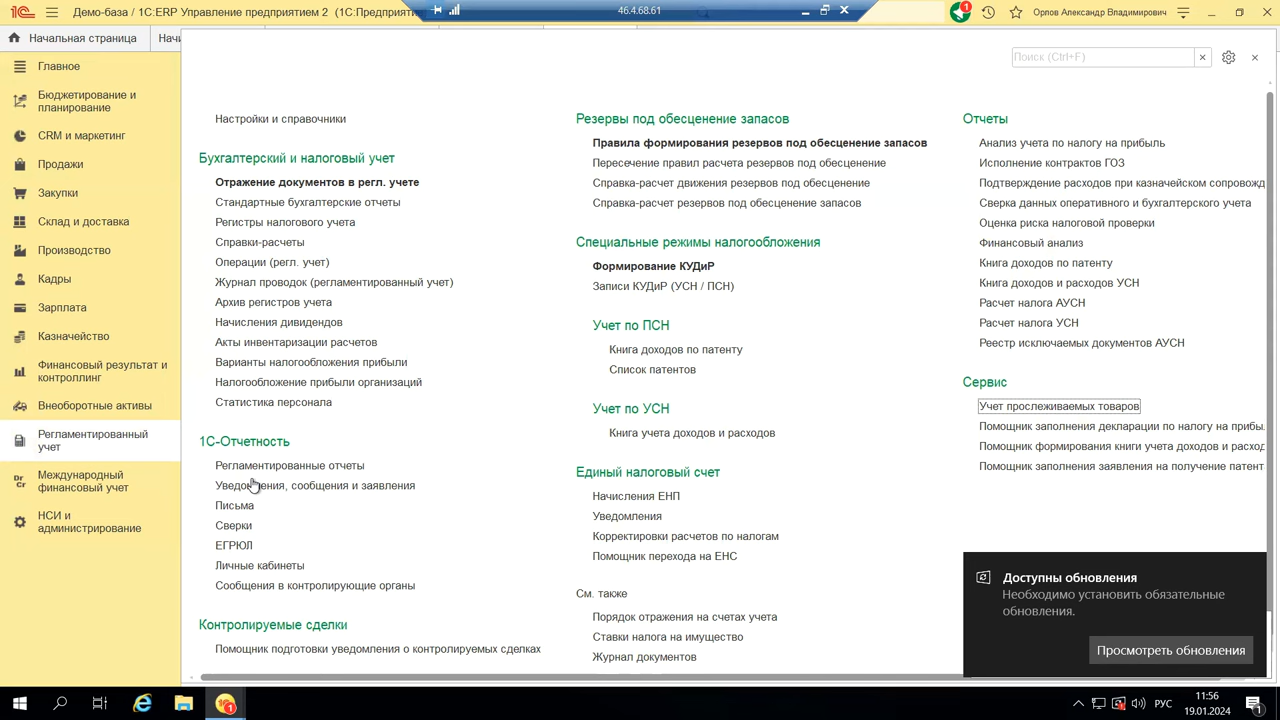 Демо-база / 1С:ERP Управление предприятием 2 (1С:Предприятие
46.4.68.61
1
Орлов Александр Владимирович
Начальная страница
Начи
Поиск (Ctrl+F)
Главное
Бюджетирование и
планирование
CRM и маркетинг
Продажи
Закупки
Склад и доставка
Производство
Кадры
Зарплата
Казначейство
Финансовый результат и
контроллинг
Внеоборотные активы
Регламентированный
учет
Международный
финансовый учет
НСИ и
администрирование
Настройки и справочники
Бухгалтерский и налоговый учет
Отражение документов в регл. учете
Стандартные бухгалтерские отчеты
Регистры налогового учета
Справки-расчеты
Операции (регл. учет)
Журнал проводок (регламентированный учет)
Архив регистров учета
Начисления дивидендов
Акты инвентаризации расчетов
Варианты налогообложения прибыли
Налогообложение прибыли организаций
Статистика персонала
1С-Отчетность
Регламентированные отчеты
Уведомления, сообщения и заявления
Письма
Сверки
ЕГРЮЛ
Личные кабинеты
Сообщения в контролирующие органы
Контролируемые сделки
Помощник подготовки уведомления о контролируемых сделках
Резервы под обесценение запасов
Правила формирования резервов под обесценение запасов
Пересечение правил расчета резервов под обесценение
Справка-расчет движения резервов под обесценение
Справка-расчет резервов под обесценение запасов
Специальные режимы налогообложения
Формирование КУДиР
Записи КУДиР (УСН / ПСН)
Учет по ПСН
Книга доходов по патенту
Список патентов
Учет по УСН
Книга учета доходов и расходов
Единый налоговый счет
Начисления ЕНП
Уведомления
Корректировки расчетов по налогам
Помощник перехода на ЕНС
См. также
Порядок отражения на счетах учета
Ставки налога на имущество
Журнал документов
Отчеты
Анализ учета по налогу на прибыль
Исполнение контрактов ГОЗ
Подтверждение расходов при казначейском сопровожд
Сверка данных оперативного и бухгалтерского учета
Оценка риска налоговой проверки
Финансовый анализ
Книга доходов по патенту
Книга доходов и расходов УСН
Расчет налога АУСН
Расчет налога УСН
Реестр исключаемых документов АУСН
Сервис
Учет прослеживаемых товаров
Помощник заполнения декларации по налогу на прибы
Помощник формирования книги учета доходов и расход
Помощник заполнения заявления на получение патент
Доступны обновления
Необходимо установить обязательные
обновления.
Просмотреть обновления
1
РУС
11:56
19.01.2024
1